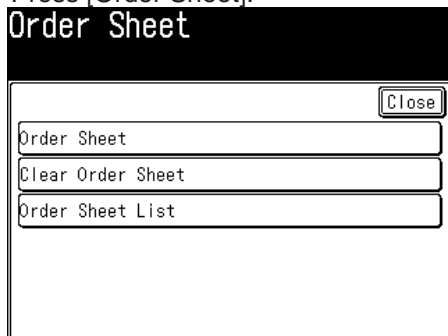 Press [Order Sheet].
Order Sheet
Close
Order Sheet
Clear Order Sheet
Order Sheet List